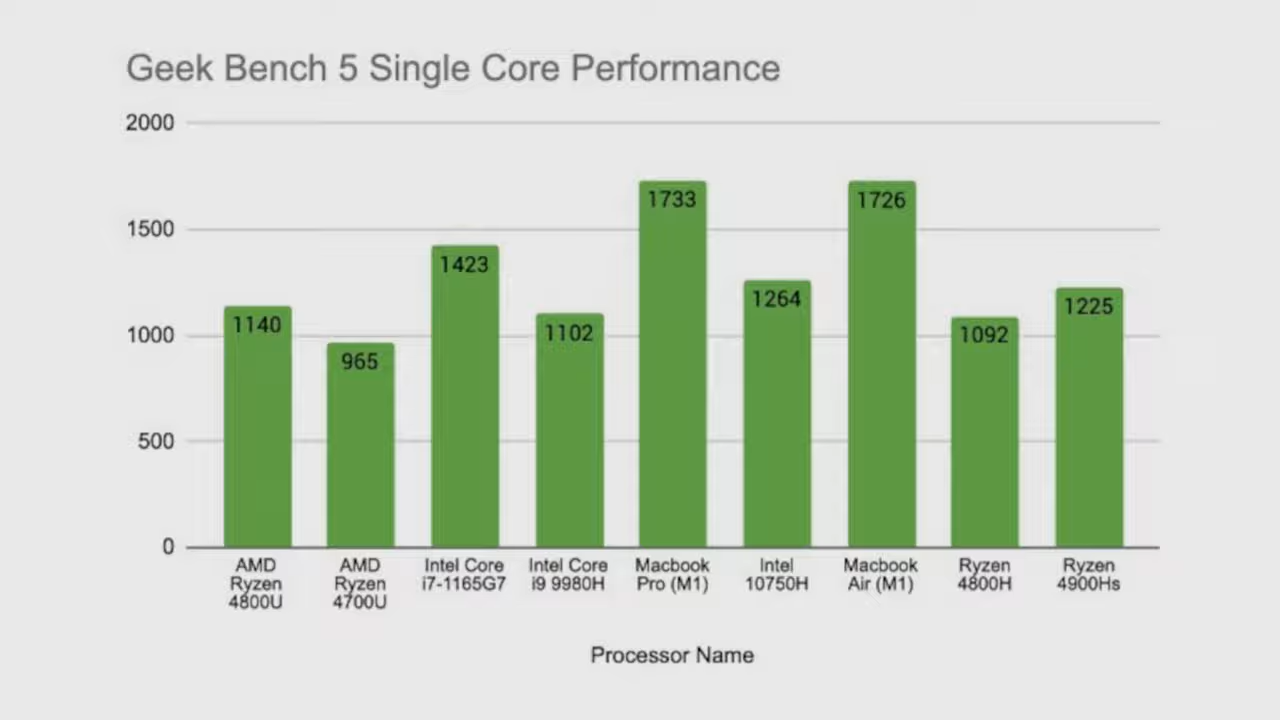 Geek Bench 5 Single Core Performance
2000
1500
1000
500
0
1140
965
1423
1102
1733
1264
1726
1092
1225
AMD
Ryzen
4800U
AMD
Ryzen
4700U
Intel Core
i7-1165G7
Intel Core
i9 9980H
Macbook
Pro (M1)
Intel
10750H
Macbook
Air (M1)
Ryzen
4800H
Ryzen
4900Hs
Processor Name